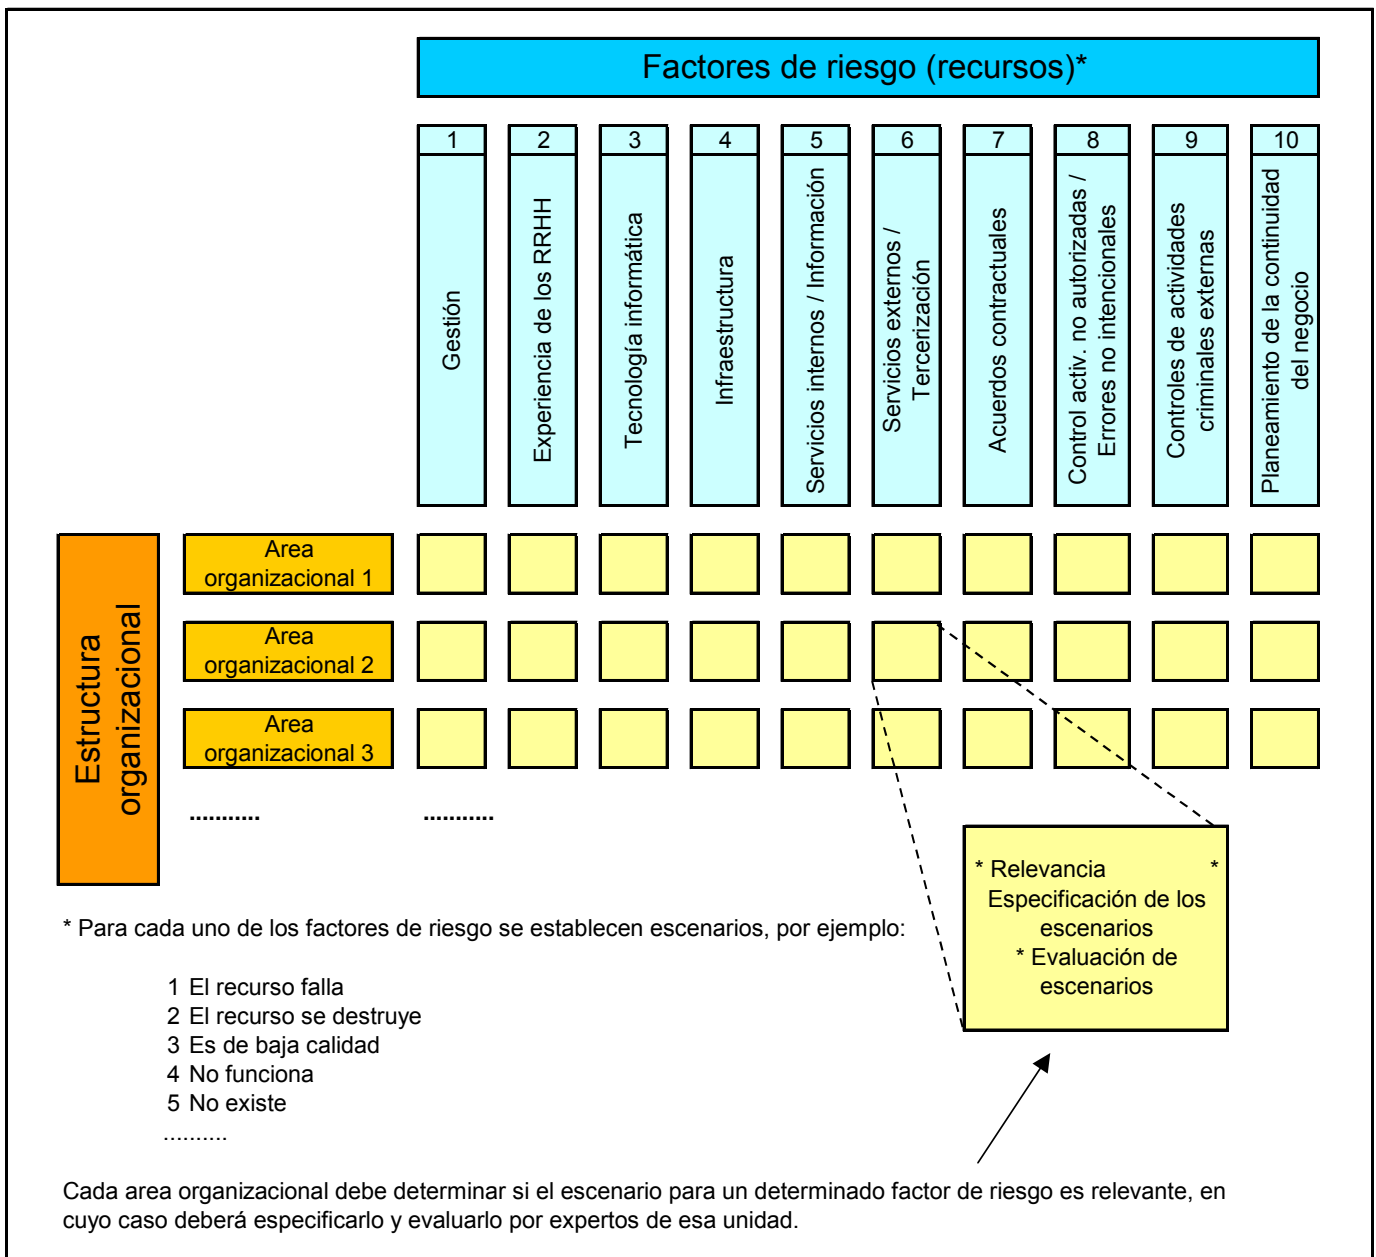 Factores de riesgo (recursos)*
1
2
3
4
5
6
7
8
9
10
Gestión
Experiencia de los RRHH
Tecnología informática
Infraestructura
Servicios internos / Información
Servicios externos /
Tercerización
Acuerdos contractuales
Control activ. no autorizadas /
Errores no intencionales
Controles de actividades
criminales externas
Planeamiento de la continuidad
del negocio
Estructura
organizacional
Area
organizacional 1
Area
organizacional 2
Area
organizacional 3
...........
...........
* Relevancia *
Especificación de los
escenarios
* Evaluación de
escenarios
* Para cada uno de los factores de riesgo se establecen escenarios, por ejemplo:
1 El recurso falla
2 El recurso se destruye
3 Es de baja calidad
4 No funciona
5 No existe
..........
Cada area organizacional debe determinar si el escenario para un determinado factor de riesgo es relevante, en
cuyo caso deberá especificarlo y evaluarlo por expertos de esa unidad.